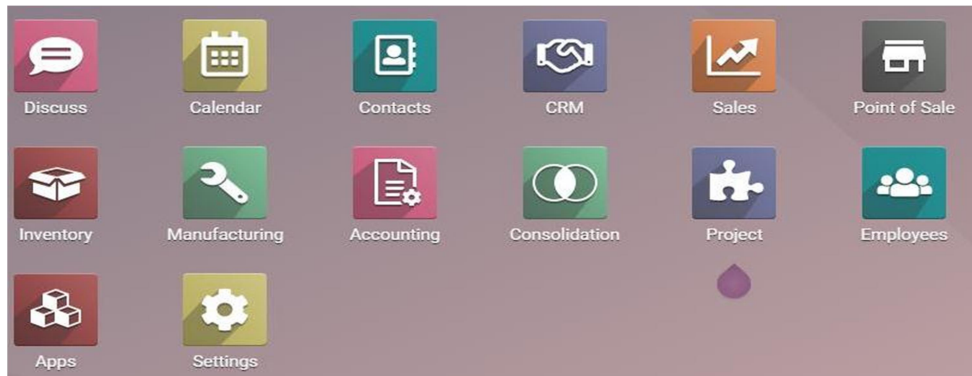 Discuss
Calendar
Contacts
CRM
Sales
Point of Sale
Inventory
Manufacturing
Accounting
Consolidation
Project
Employees
Apps
Settings